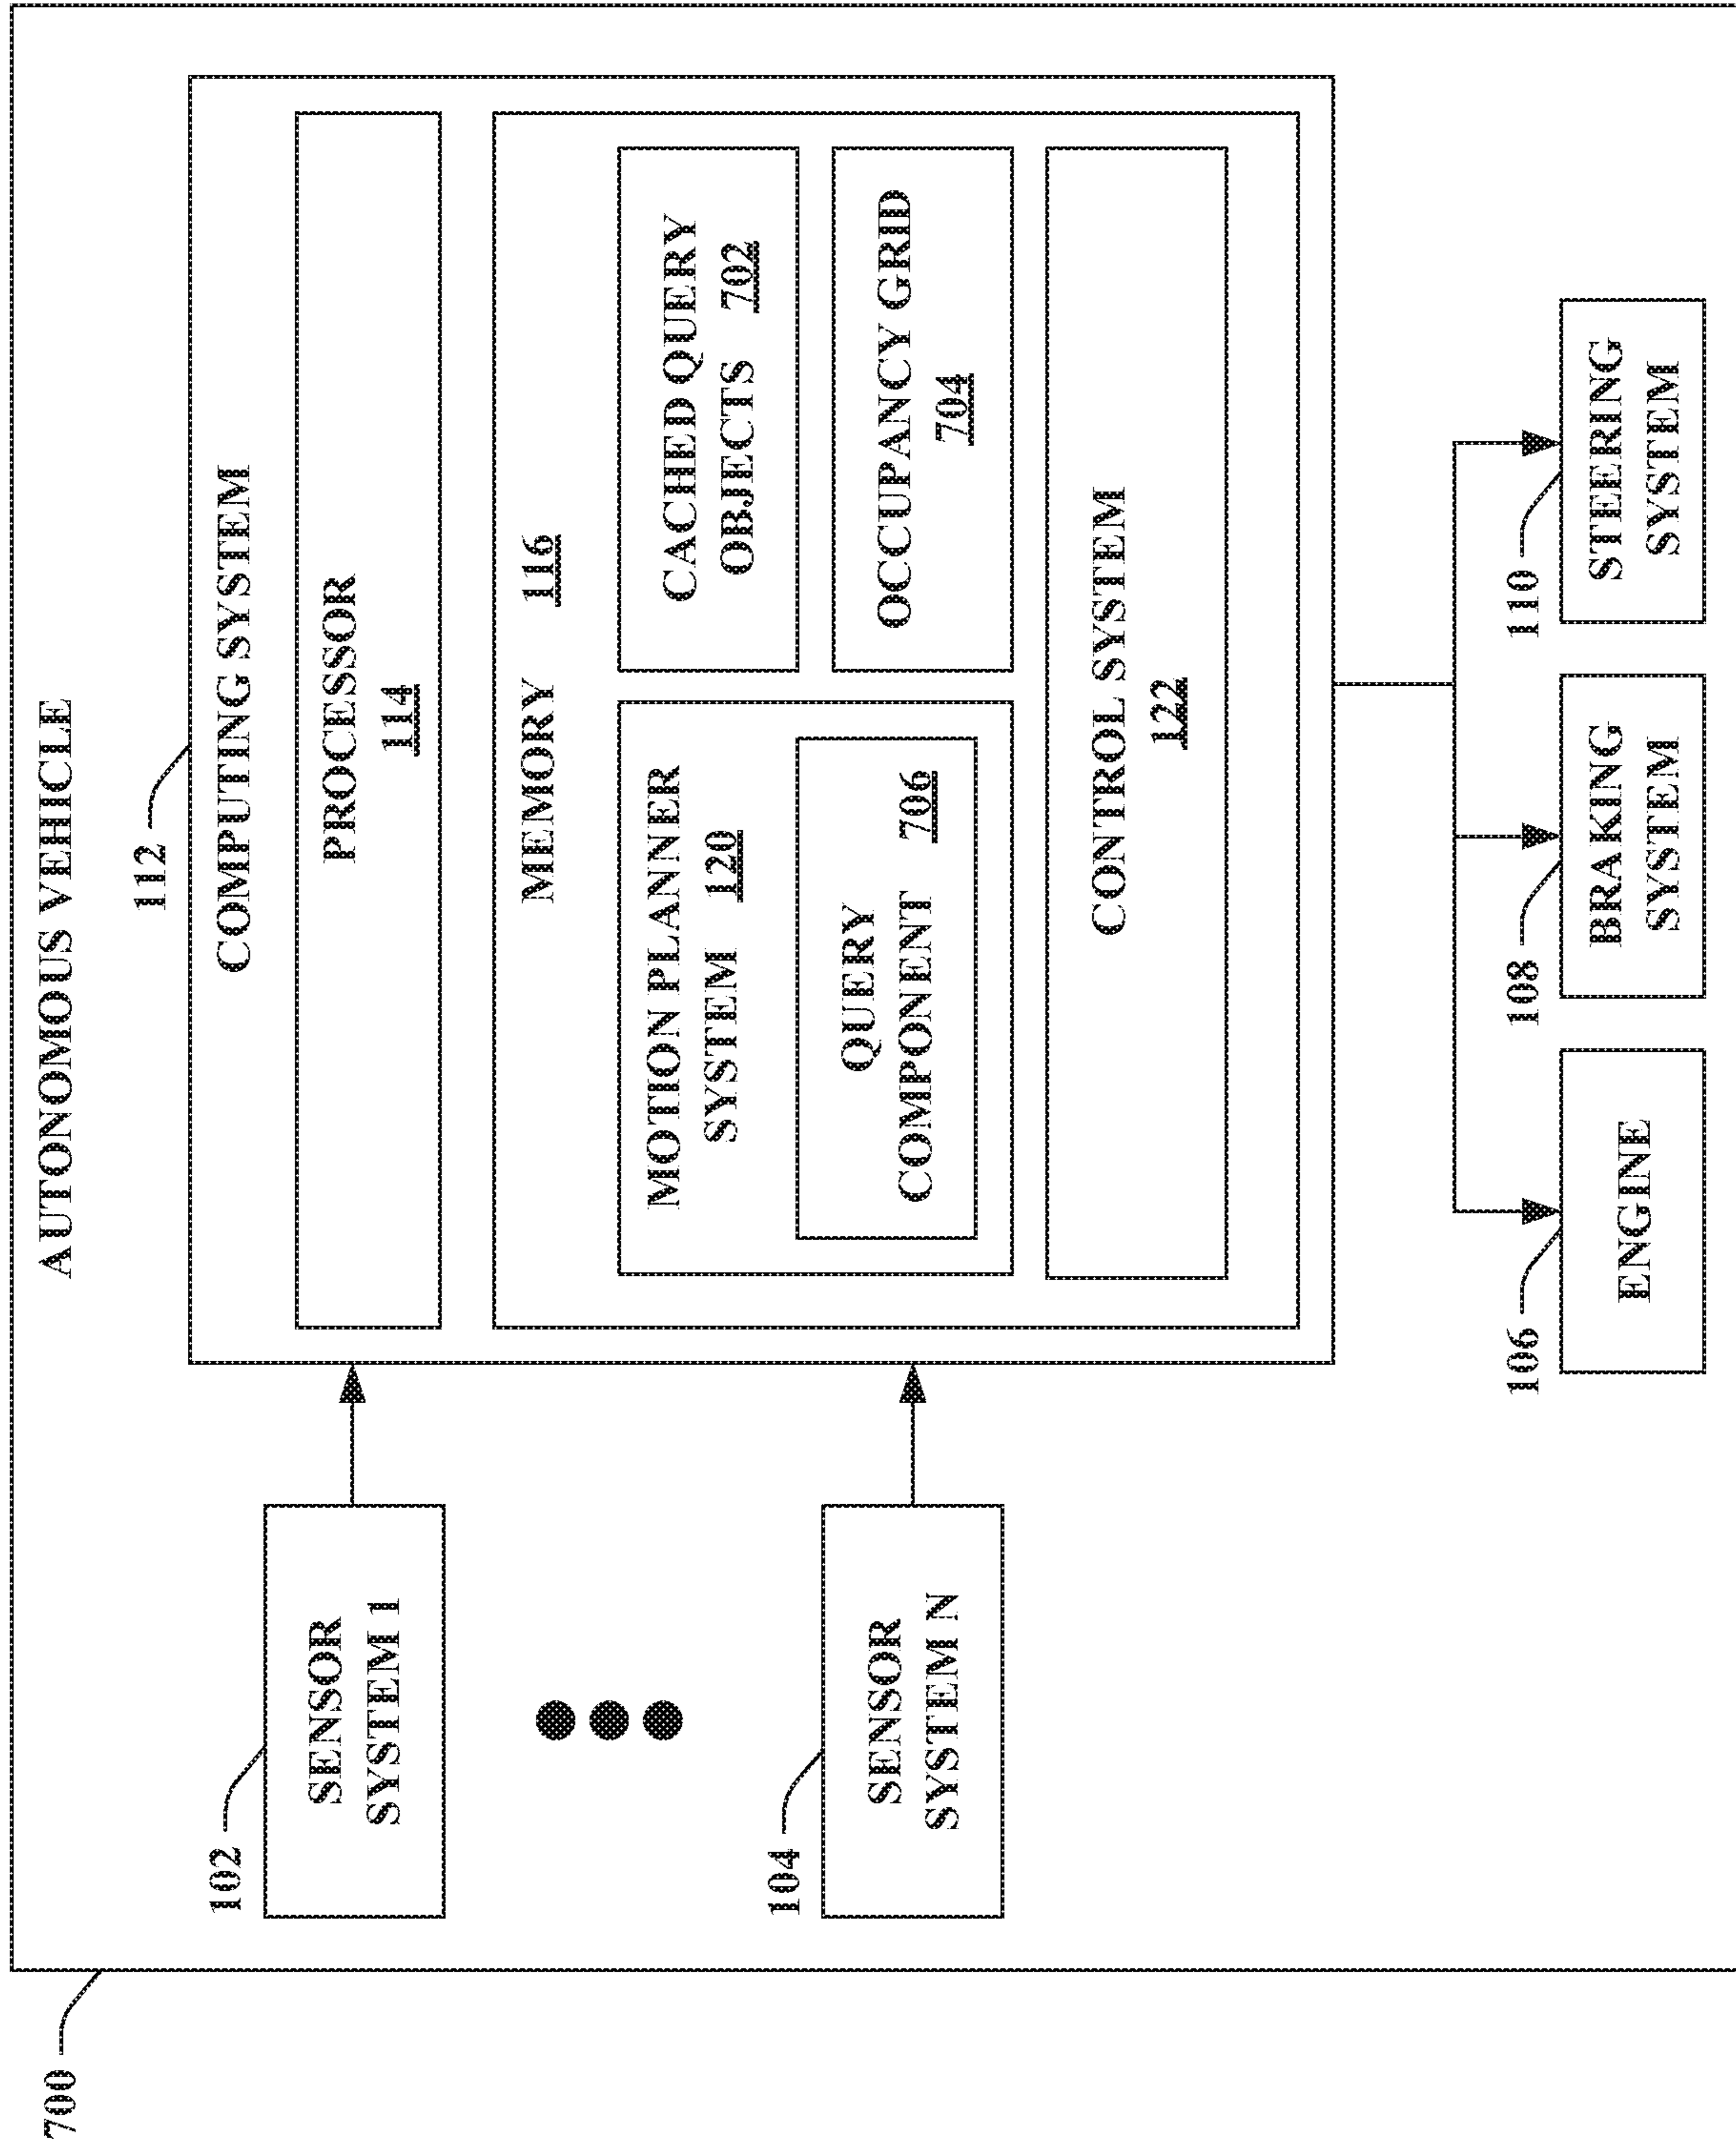 700
AUTONOMOUS VEHICLE
112
COMPUTING SYSTEM
PROCESSOR
114
MEMORY 116
MOTION PLANNER
SYSTEM 120
QUERY
COMPONENT 706
CACHED QUERY
OBJECTS 702
OCCUPANCY GRID
704
CONTROL SYSTEM
122
102
SENSOR
SYSTEM 1
104
SENSOR
SYSTEM N
106
ENGINE
108
BRAKING
SYSTEM
110
STEERING
SYSTEM